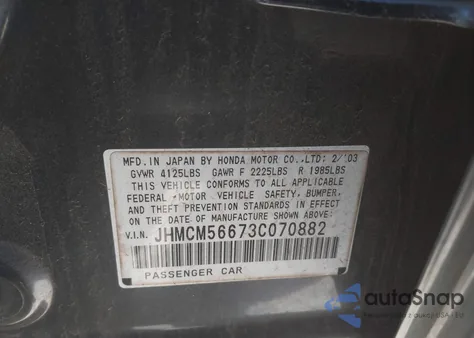 MFD. IN JAPAN BY HONDA MOTOR CO.,LTD: 2/'03
GVWR 4125LBS GAWR F 2225LBS R 1985LBS
THIS VEHICLE CONFORMS TO ALL APPLICABLE
FEDERAL MOTOR VEHICLE SAFETY, BUMPER,
AND THEFT PREVENTION STANDARDS IN EFFECT
ON THE DATE OF MANUFACTURE SHOWN ABOVE.
V.I.N. JHMCM56673C070882
PASSENGER CAR
autoSnap